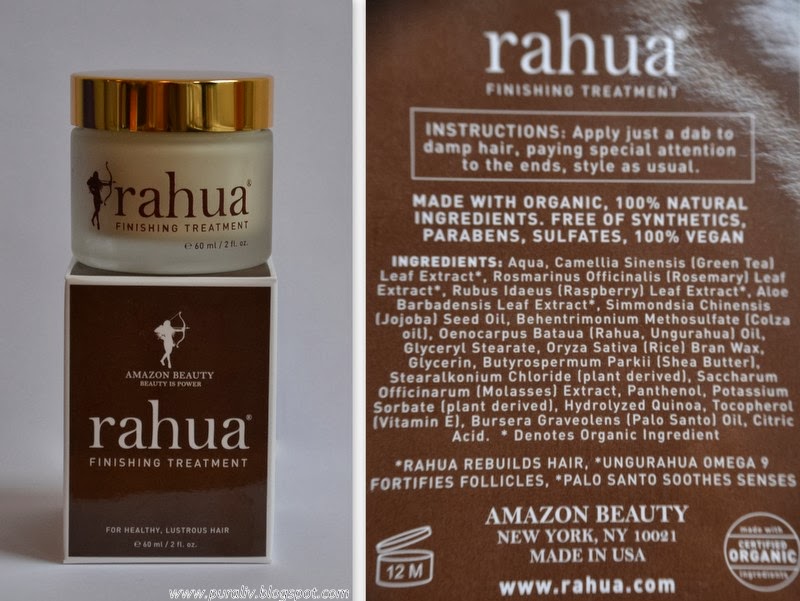 rahua®
FINISHING TREATMENT
℮ 60 ml / 2 fl. oz.
AMAZON BEAUTY
BEAUTY IS POWER
rahua®
FINISHING TREATMENT
FOR HEALTHY, LUSTROUS HAIR
℮ 60 ml / 2 fl. oz.
www.puraliv.blogspot.com
rahua®
FINISHING TREATMENT
INSTRUCTIONS: Apply just a dab to
damp hair, paying special attention
to the ends, style as usual.
MADE WITH ORGANIC, 100% NATURAL
INGREDIENTS. FREE OF SYNTHETICS,
PARABENS, SULFATES, 100% VEGAN
INGREDIENTS: Aqua, Camellia Sinensis (Green Tea)
Leaf Extract*, Rosmarinus Officinalis (Rosemary) Leaf
Extract*, Rubus Idaeus (Raspberry) Leaf Extract*, Aloe
Barbadensis Leaf Extract*, Simmondsia Chinensis
(Jojoba) Seed Oil, Behentrimonium Methosulfate (Colza
oil), Oenocarpus Bataua (Rahua, Ungurahua) Oil,
Glyceryl Stearate, Oryza Sativa (Rice) Bran Wax,
Glycerin, Butyrospermum Parkii (Shea Butter),
Stearalkonium Chloride (plant derived), Saccharum
Officinarum (Molasses) Extract, Panthenol, Potassium
Sorbate (plant derived), Hydrolyzed Quinoa, Tocopherol
(Vitamin E), Bursera Graveolens (Palo Santo) Oil, Citric
Acid. * Denotes Organic Ingredient
*RAHUA REBUILDS HAIR, *UNGURAHUA OMEGA 9
FORTIFIES FOLLICLES, *PALO SANTO SOOTHES SENSES
AMAZON BEAUTY
NEW YORK, NY 10021
MADE IN USA
www.rahua.com
12 M
made with
CERTIFIED
ORGANIC
ingredients